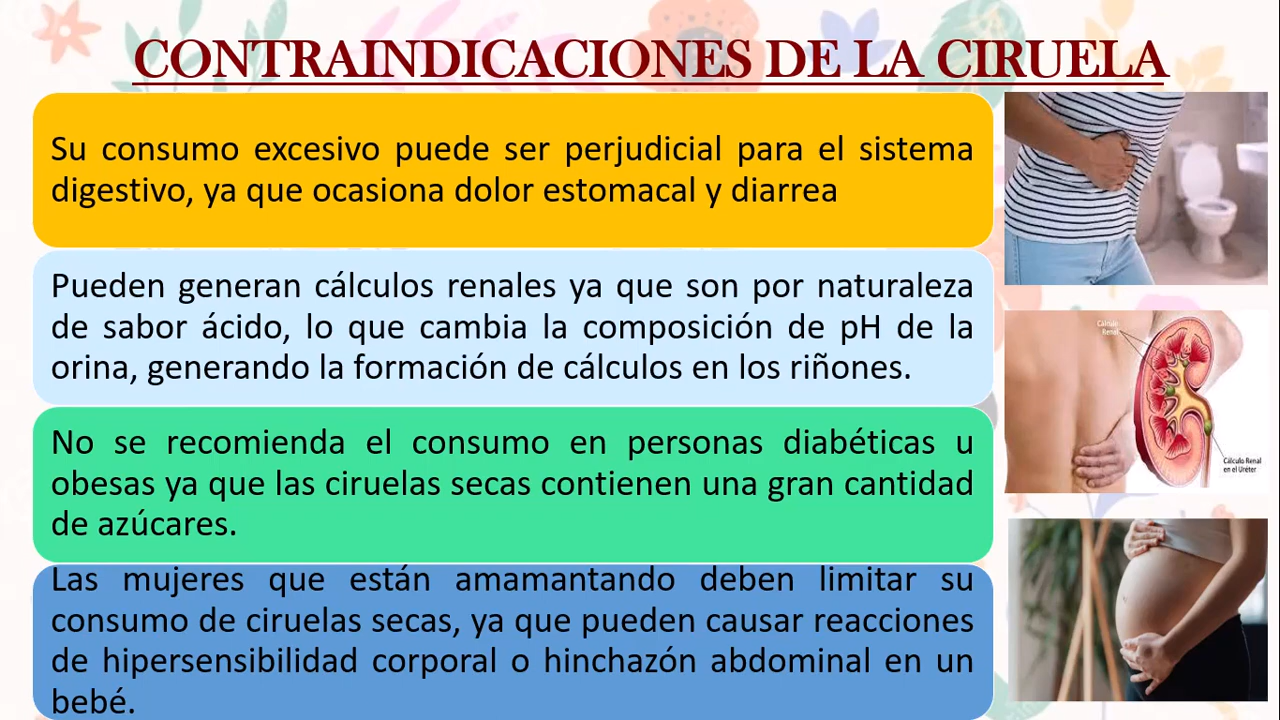 CONTRAINDICACIONES DE LA CIRUELA
Su consumo excesivo puede ser perjudicial para el sistema
digestivo, ya que ocasiona dolor estomacal y diarrea
Pueden generan cálculos renales ya que son por naturaleza
de sabor ácido, lo que cambia la composición de pH de la
orina, generando la formación de cálculos en los riñones.
No se recomienda el consumo en personas diabéticas u
obesas ya que las ciruelas secas contienen una gran cantidad
de azúcares.
Las mujeres que están amamantando deben limitar su
consumo de ciruelas secas, ya que pueden causar reacciones
de hipersensibilidad corporal o hinchazón abdominal en un
bebé.
Cálculo
Renal
Cálculo Renal
en el Uréter